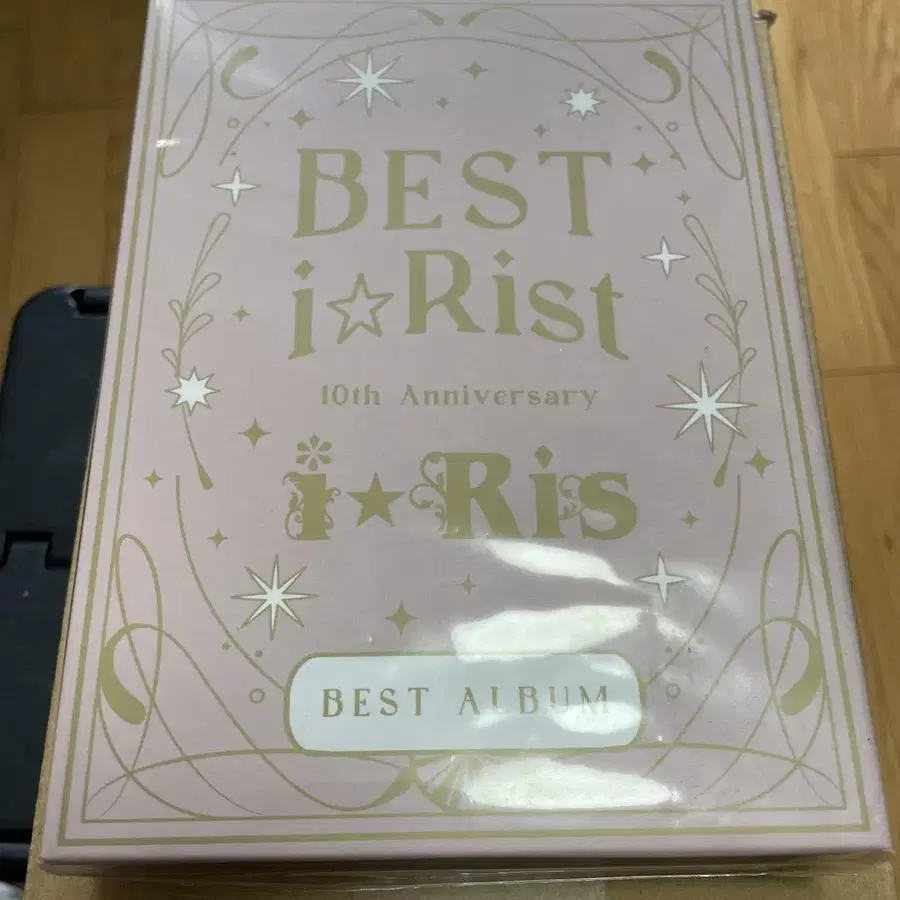 BEST
i☆Rist
10th Anniversary
i★Ris
BEST ALBUM